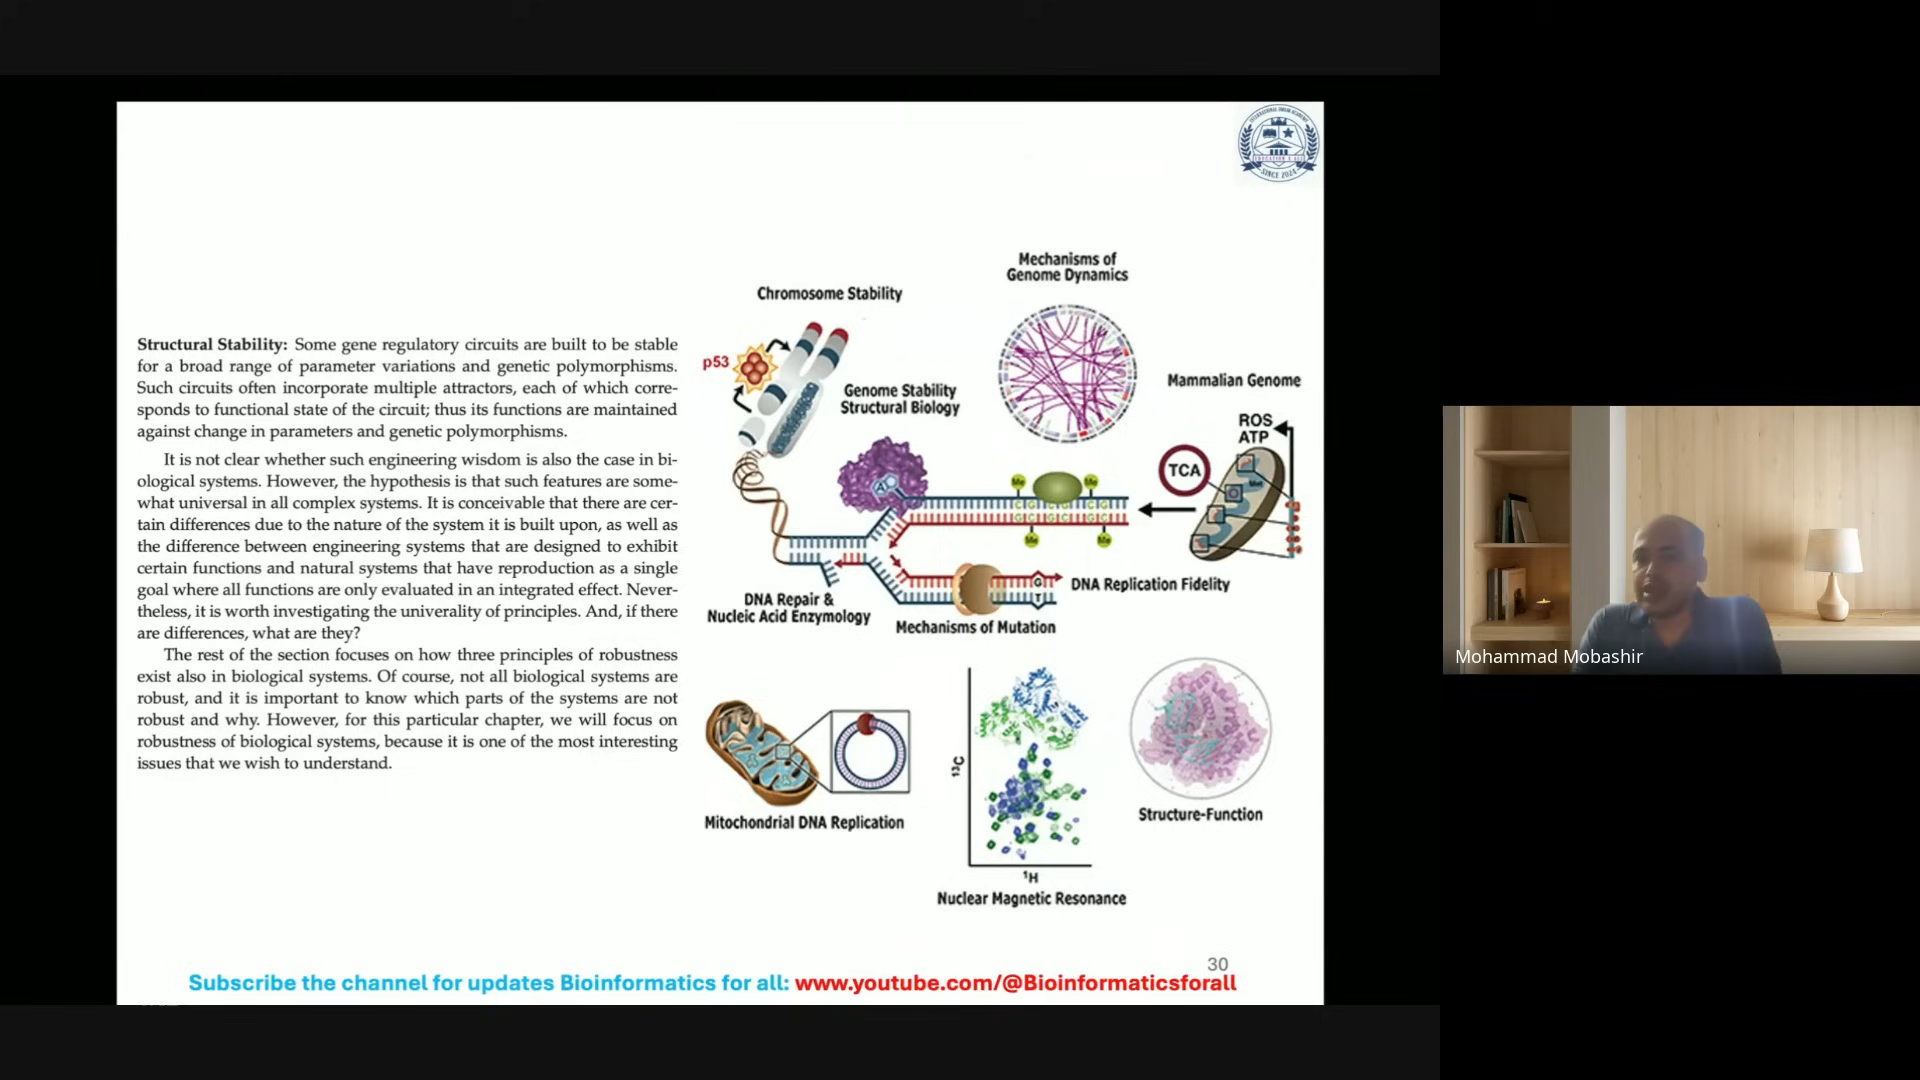 Structural Stability: Some gene regulatory circuits are built to be stable
for a broad range of parameter variations and genetic polymorphisms.
Such circuits often incorporate multiple attractors, each of which corre-
sponds to functional state of the circuit; thus its functions are maintained
against change in parameters and genetic polymorphisms.
It is not clear whether such engineering wisdom is also the case in bi-
ological systems. However, the hypothesis is that such features are some-
what universal in all complex systems. It is conceivable that there are cer-
tain differences due to the nature of the system it is built upon, as well as
the difference between engineering systems that are designed to exhibit
certain functions and natural systems that have reproduction as a single
goal where all functions are only evaluated in an integrated effect. Never-
theless, it is worth investigating the univerality of principles. And, if there
are differences, what are they?
The rest of the section focuses on how three principles of robustness
exist also in biological systems. Of course, not all biological systems are
robust, and it is important to know which parts of the systems are not
robust and why. However, for this particular chapter, we will focus on
robustness of biological systems, because it is one of the most interesting
issues that we wish to understand.
Mechanisms of
Genome Dynamics
Chromosome Stability
p53
Genome Stability
Structural Biology
Mammalian Genome
ROS
ATP
TCA
Met
A
Me
Me
Me
Me
G
T
DNA Replication Fidelity
DNA Repair &
Nucleic Acid Enzymology
Mechanisms of Mutation
Mitochondrial DNA Replication
13C
1H
Nuclear Magnetic Resonance
Structure-Function
30
Subscribe the channel for updates Bioinformatics for all: www.youtube.com/@Bioinformaticsforall
SINCE 2024
Mohammad Mobashir